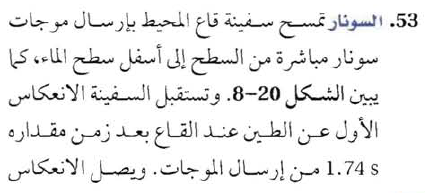 53. السونار تمسح سفينة قاع المحيط بإرسال موجات
سونار مباشرة من السطح إلى أسفل سطح الماء، كما
يبين الشكل 20-8. وتستقبل السفينة الانعكاس
الأول عن الطين عند القاع بعد زمن مقداره
1.74 s من إرسال الموجات. ويصل الانعكاس